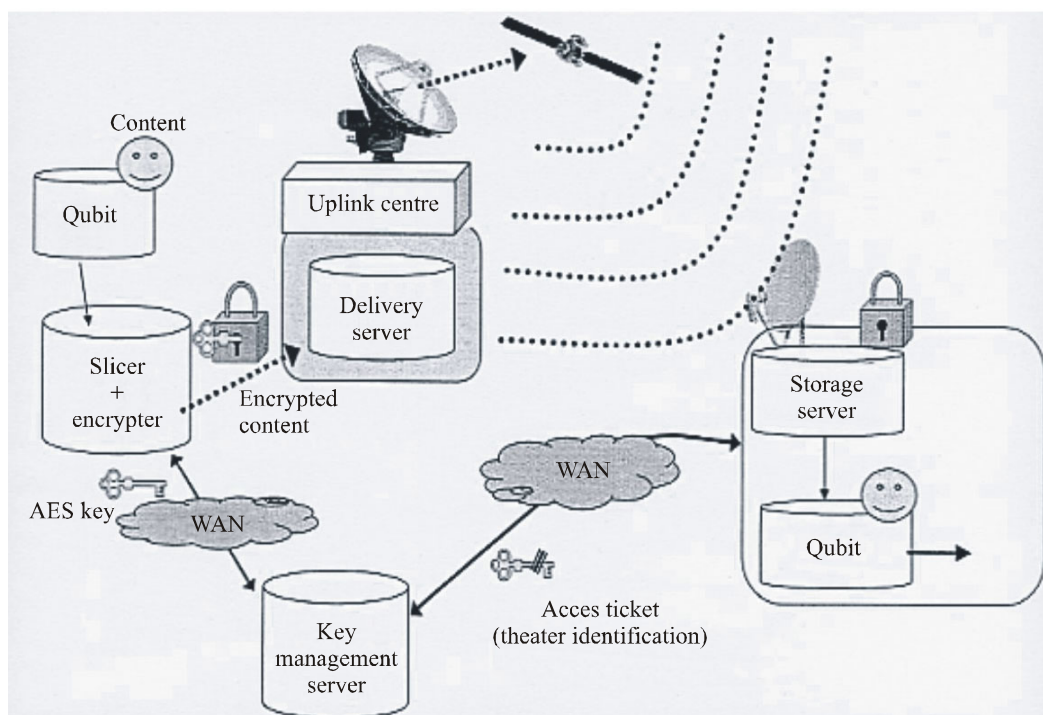 Content
Qubit
Uplink centre
Delivery
server
Slicer
+
encrypter
Encrypted
content
Storage
server
WAN
AES key
WAN
Qubit
Acces ticket
(theater identification)
Key
management
server